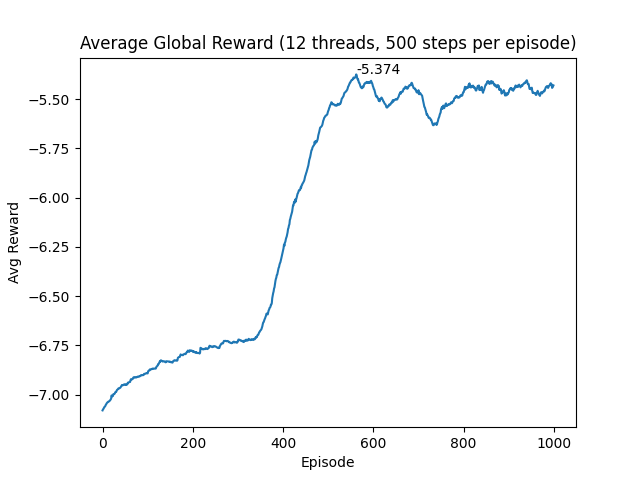 Average Global Reward (12 threads, 500 steps per episode)
-5.374
−5.50
−5.75
−6.00
−6.25
−6.50
−6.75
−7.00
Avg Reward
0 200 400 600 800 1000
Episode